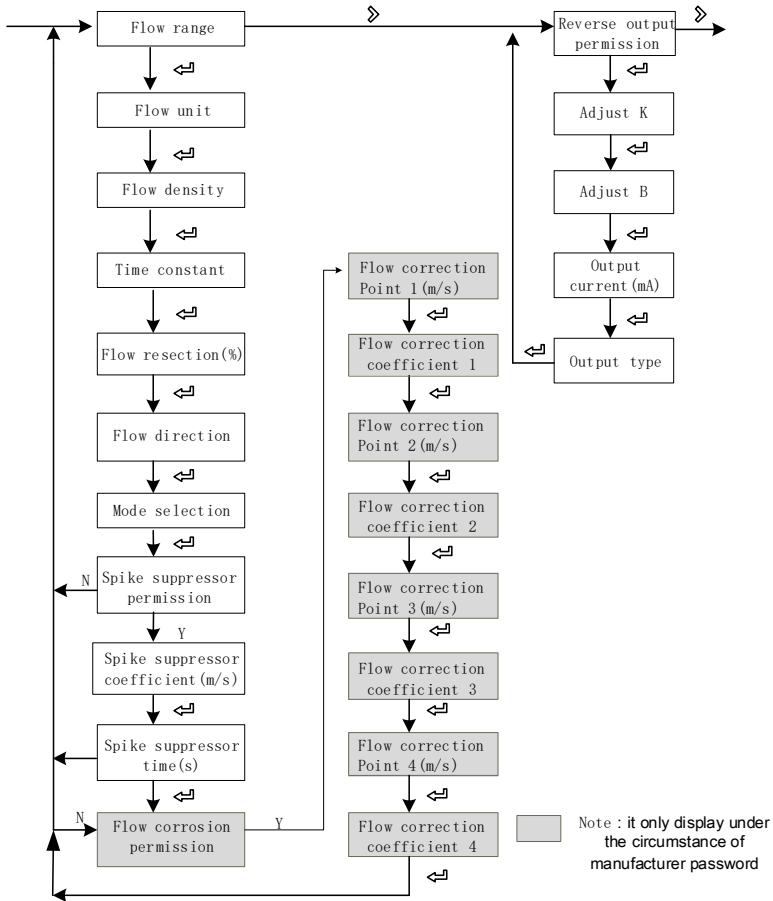 Flow range
Flow unit
Flow density
Time constant
Flow resection(%)
Flow direction
Mode selection
Spike suppressor
permission
N
Y
Spike suppressor
coefficient(m/s)
Spike suppressor
time(s)
N
Flow corrosion
permission
Y
Flow correction
Point 1(m/s)
Flow correction
coefficient 1
Flow correction
Point 2(m/s)
Flow correction
coefficient 2
Flow correction
Point 3(m/s)
Flow correction
coefficient 3
Flow correction
Point 4(m/s)
Flow correction
coefficient 4
Reverse output
permission
Adjust K
Adjust B
Output
current(mA)
Output type
Note : it only display under
the circumstance of
manufacturer password